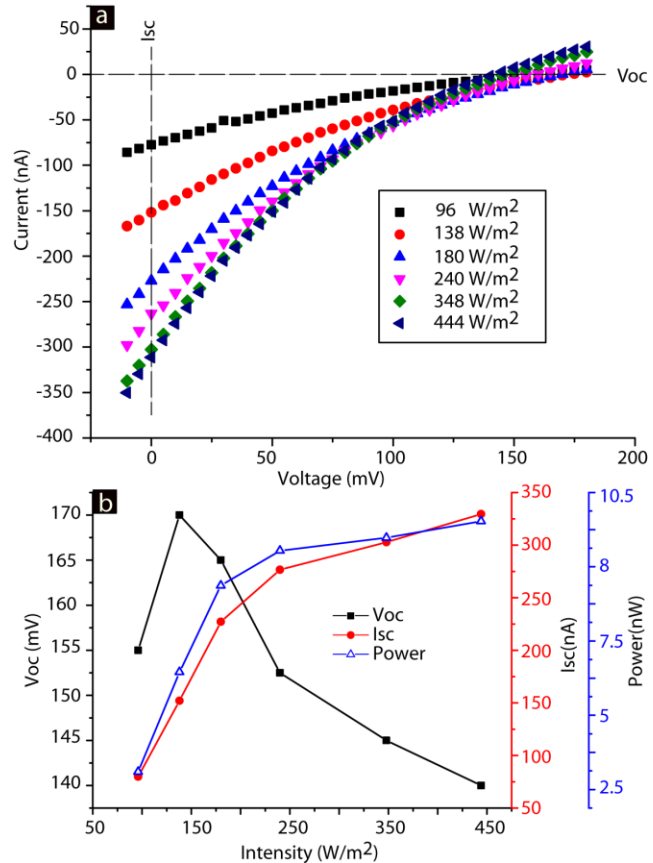 a
Isc
Voc
50
0
-50
-100
-150
-200
-250
-300
-350
-400
Current (nA)
96 W/m2
138 W/m2
180 W/m2
240 W/m2
348 W/m2
444 W/m2
0 50 100 150 200
Voltage (mV)
b
170
165
160
155
150
145
140
Voc (mV)
Voc
Isc
Power
350
300
250
200
150
100
50
Isc(nA)
10.5
8
7.5
5
2.5
Power(nW)
50 150 250 350 450
Intensity (W/m2)